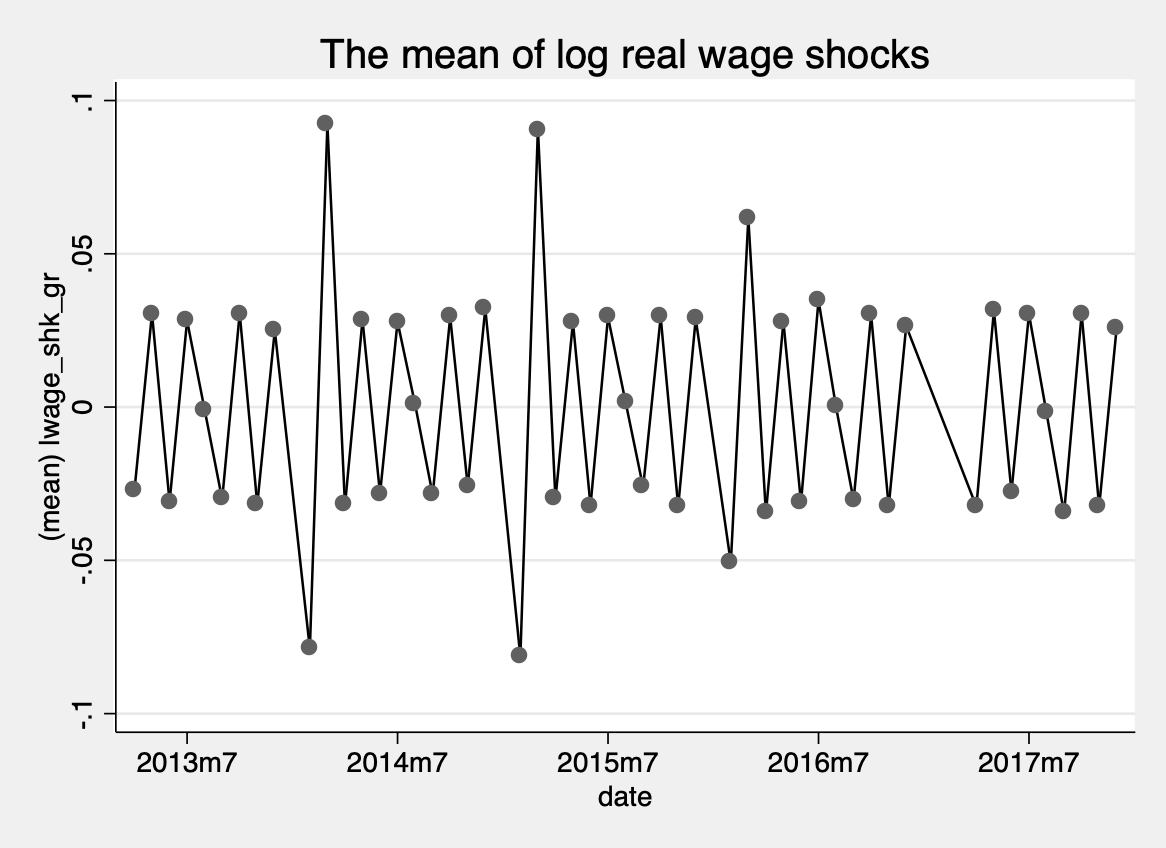 The mean of log real wage shocks
(mean) lwage_shk_gr
.1
.05
0
-.05
-.1
2013m7 2014m7 2015m7 2016m7 2017m7
date